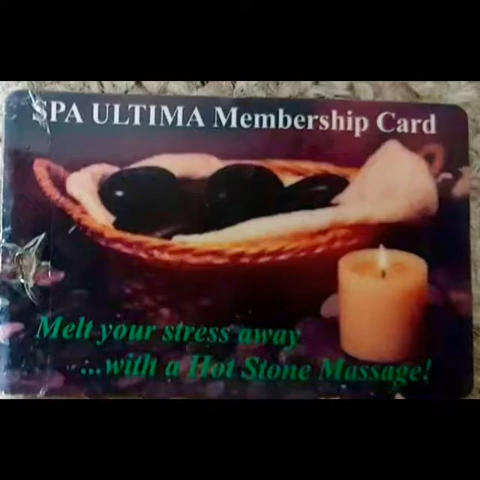 SPA ULTIMA Membership Card
Melt your stress away
...with a Hot Stone Massage!